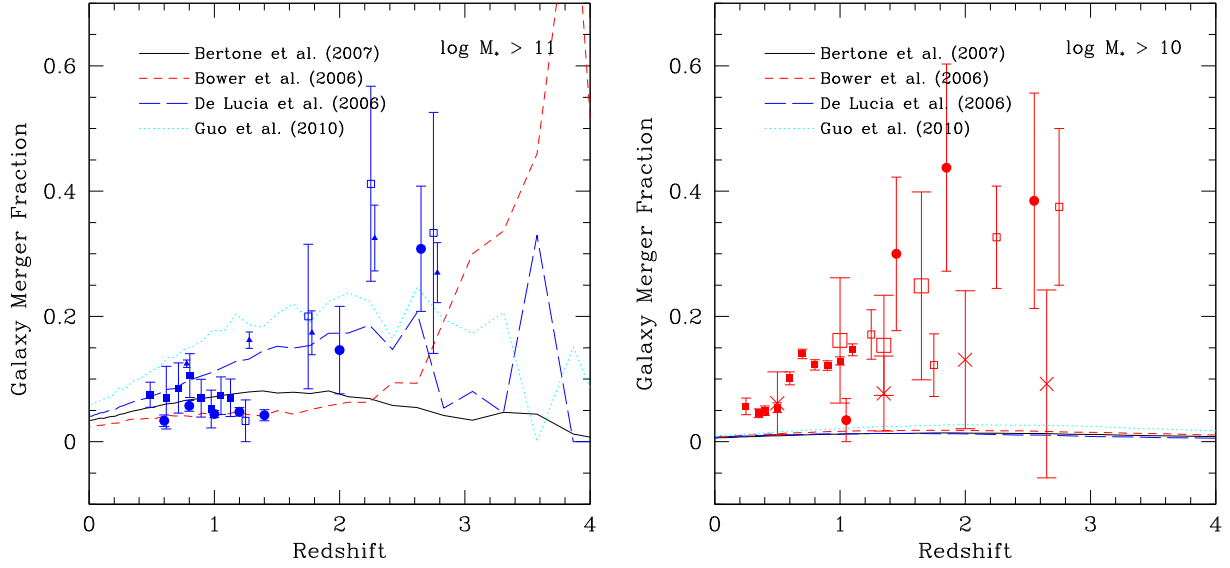 log M* > 11
Bertone et al. (2007)
Bower et al. (2006)
De Lucia et al. (2006)
Guo et al. (2010)
0.6
0.4
0.2
0
Galaxy Merger Fraction
0 1 2 3 4
Redshift
log M* > 10
Bertone et al. (2007)
Bower et al. (2006)
De Lucia et al. (2006)
Guo et al. (2010)
0.6
0.4
0.2
0
Galaxy Merger Fraction
0 1 2 3 4
Redshift